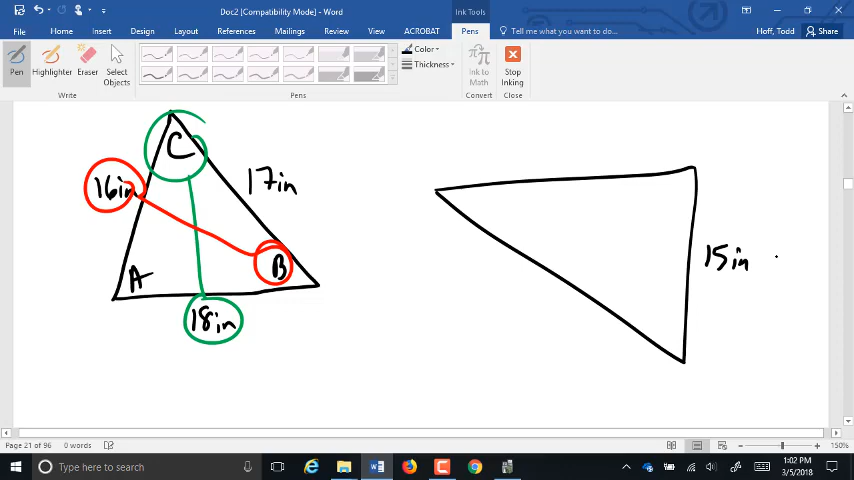 Doc2 [Compatibility Mode] - Word
Ink Tools
Hoff, Todd
File
Home
Insert
Design
Layout
References
Mailings
Review
View
ACROBAT
Pens
Tell me what you want to do...
Share
Pen
Highlighter
Eraser
Select Objects
Color
Thickness
Ink to Math
Stop Inking
Write
Pens
Convert
Close
C
16in
17in
A
B
18in
15in
Page 21 of 96
0 words
150%
Type here to search
1:02 PM
3/5/2018